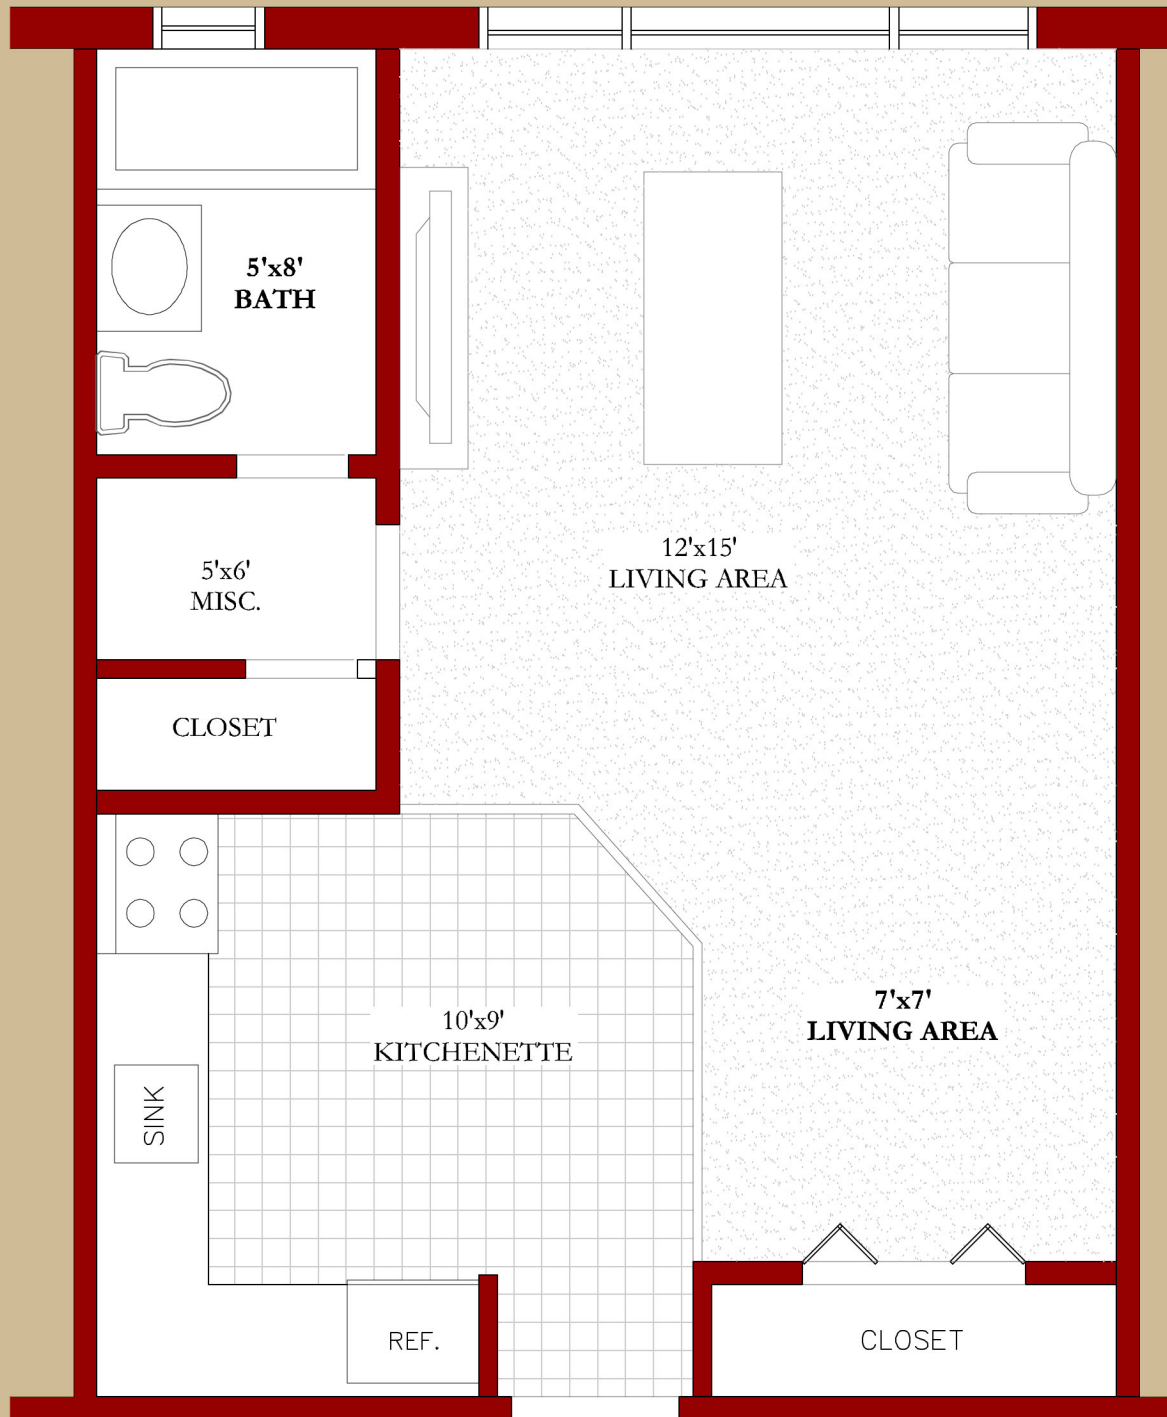 5'x8'
BATH
12'x15'
LIVING AREA
5'x6'
MISC.
CLOSET
7'x7'
LIVING AREA
10'x9'
KITCHENETTE
SINK
REF.
CLOSET